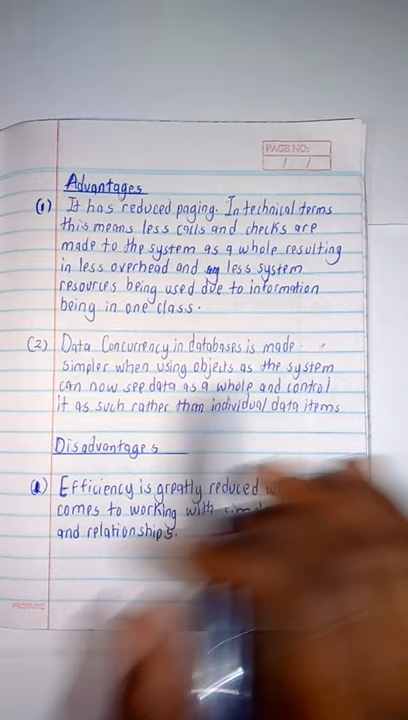 PAGE NO:
/ /
Advantages
(1) It has reduced paging. In technical terms
this means less calls and checks are
made to the system as a whole resulting
in less overhead and less system
resources being used due to information
being in one class.
(2) Data Concurrency in databases is made
simpler when using objects as the system
can now see data as a whole and control
it as such rather than individual data items
Disadvantages
(1) Efficiency is greatly reduced
comes to working with
and relationships.